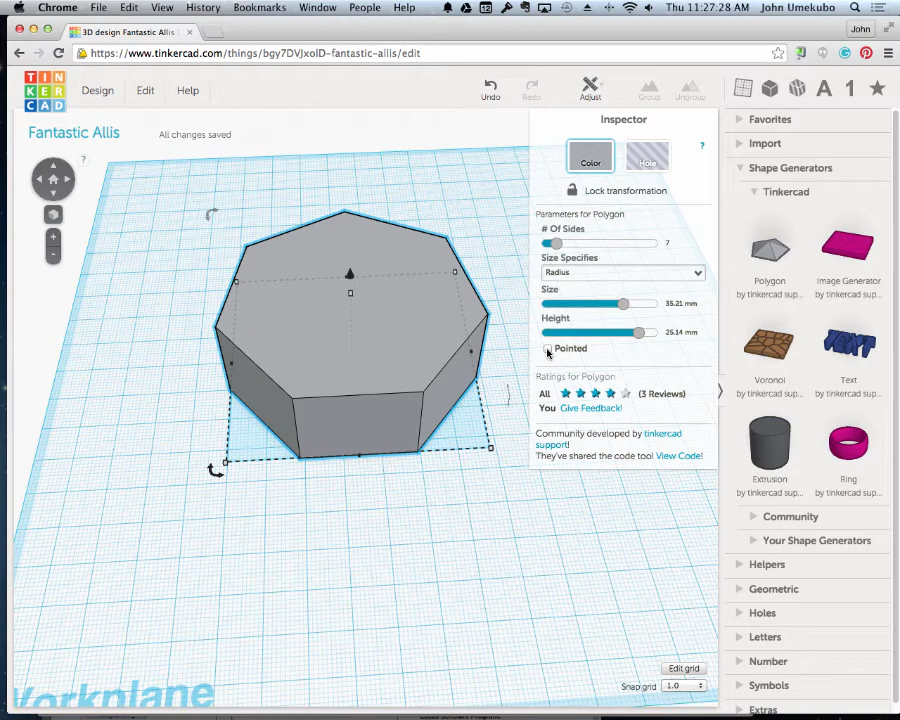 Chrome File Edit View History Bookmarks Window People Help Thu Jan 8 11:27:28 AM John Umekubo
3D design Fantastic Allis John
https://www.tinkercad.com/things/bgy7DVJxolD-fantastic-allis/edit
TIN
KER
CAD
Design Edit Help Undo Redo Adjust Group Ungroup
Fantastic Allis All changes saved
?
Inspector
Color Hole ?
Lock transformation
Parameters for Polygon
# Of Sides
7
Size Specifies
Radius
Size
35.21 mm
Height
25.14 mm
Pointed
Ratings for Polygon
All (3 Reviews)
You Give Feedback!
Community developed by tinkercad
support!
They've shared the code too! View Code!
Favorites
Import
Shape Generators
Tinkercad
Polygon
by tinkercad sup...
Image Generator
by tinkercad sup...
Voronoi
by tinkercad sup...
TEXT
Text
by tinkercad sup...
Extrusion
by tinkercad sup...
Ring
by tinkercad sup...
Community
Your Shape Generators
Helpers
Geometric
Holes
Letters
Number
Symbols
Extras
Workplane
Edit grid
Snap grid 1.0